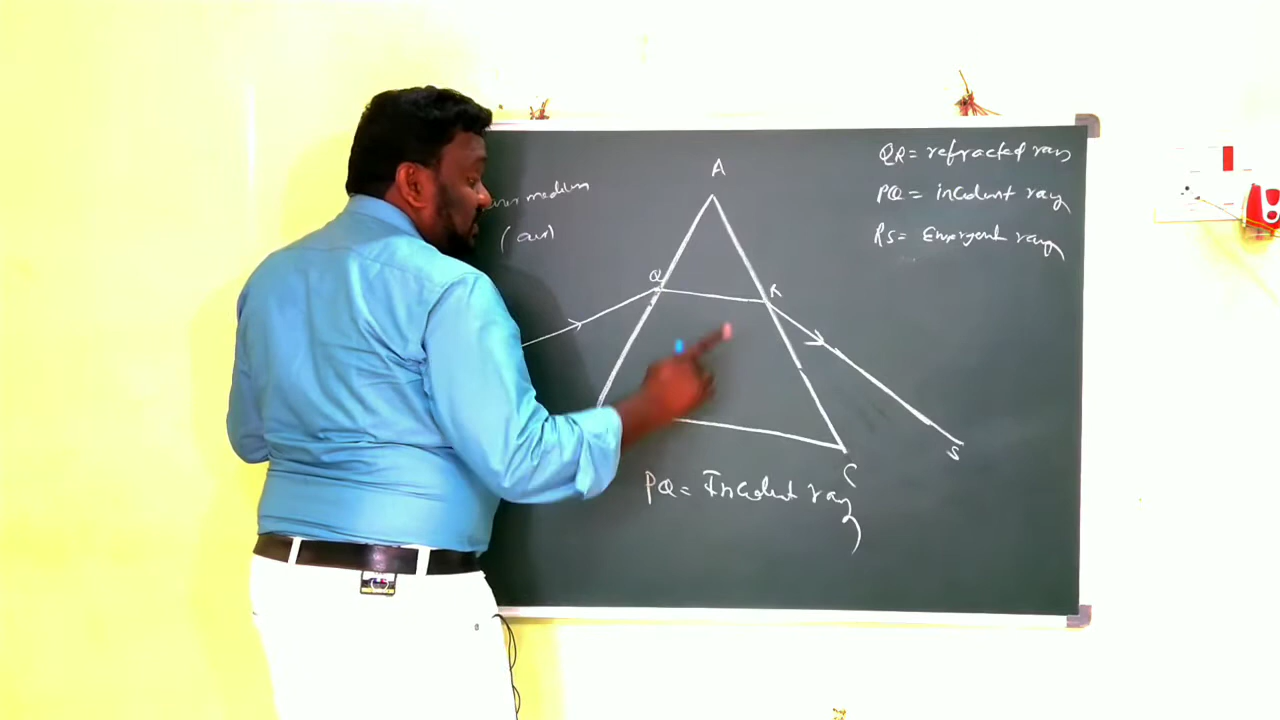 medium
(air)
A
Q
R
S
C
PQ = Incident ray
QR = refracted ray
PQ = incident ray
RS = Emergent ray